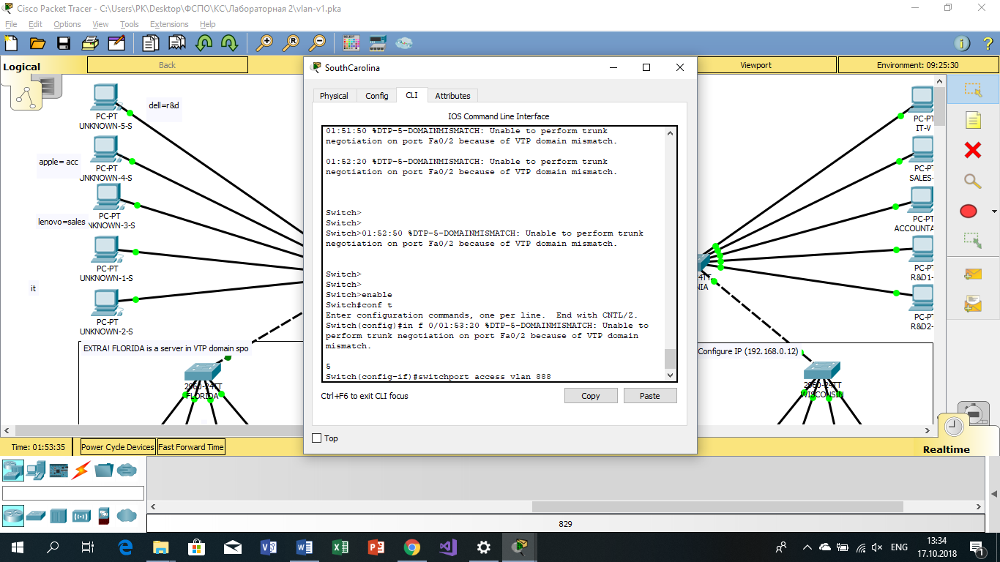 Cisco Packet Tracer - C:\Users\PK\Desktop\ФСПО\КС\Лабораторная 2\vlan-v1.pka
File Edit Options View Tools Extensions Help
Logical
Back
Viewport
Environment: 09:25:30
PC-PT
UNKNOWN-5-S
dell=r&d
PC-PT
UNKNOWN-4-S
apple= acc
PC-PT
UNKNOWN-3-S
lenovo=sales
PC-PT
UNKNOWN-1-S
it
PC-PT
UNKNOWN-2-S
EXTRA! FLORIDA is a server in VTP domain spo
2960-24TT
FLORIDA
SouthCarolina
Physical Config CLI Attributes
IOS Command Line Interface
01:51:50 %DTP-5-DOMAINMISMATCH: Unable to perform trunk
negotiation on port Fa0/2 because of VTP domain mismatch.
01:52:20 %DTP-5-DOMAINMISMATCH: Unable to perform trunk
negotiation on port Fa0/2 because of VTP domain mismatch.
Switch>
Switch>
Switch>01:52:50 %DTP-5-DOMAINMISMATCH: Unable to perform trunk
negotiation on port Fa0/2 because of VTP domain mismatch.
Switch>
Switch>
Switch>enable
Switch#conf t
Enter configuration commands, one per line.  End with CNTL/Z.
Switch(config)#in f 0/01:53:20 %DTP-5-DOMAINMISMATCH: Unable to
perform trunk negotiation on port Fa0/2 because of VTP domain
mismatch.
5
Switch(config-if)#switchport access vlan 888
Ctrl+F6 to exit CLI focus
Copy
Paste
Top
PC-PT
IT-V
PC-PT
SALES-
PC-PT
ACCOUNTA
PC-PT
R&D1-
PC-PT
R&D2-
4TT
NIA
Configure IP (192.168.0.12)
2960-24TT
WISCONSIN
Time: 01:53:35
Power Cycle Devices
Fast Forward Time
Realtime
829
ENG
13:34
17.10.2018
1